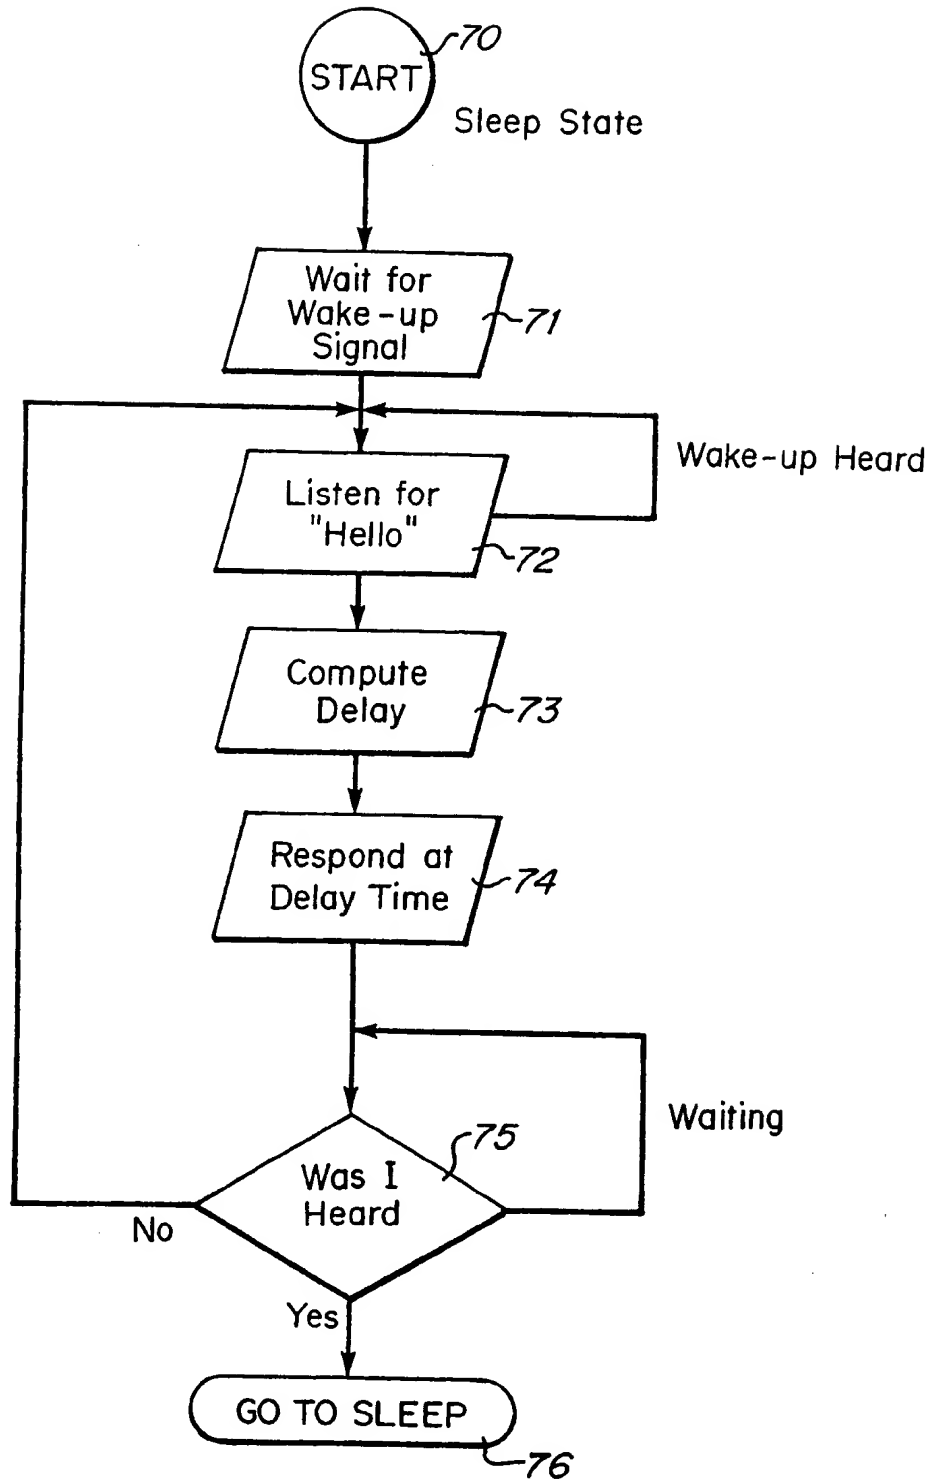 70
START
Sleep State
Wait for
Wake-up
Signal
71
Wake-up Heard
Listen for
"Hello"
72
Compute
Delay
73
Respond at
Delay Time
74
Waiting
75
Was I
Heard
No
Yes
GO TO SLEEP
76